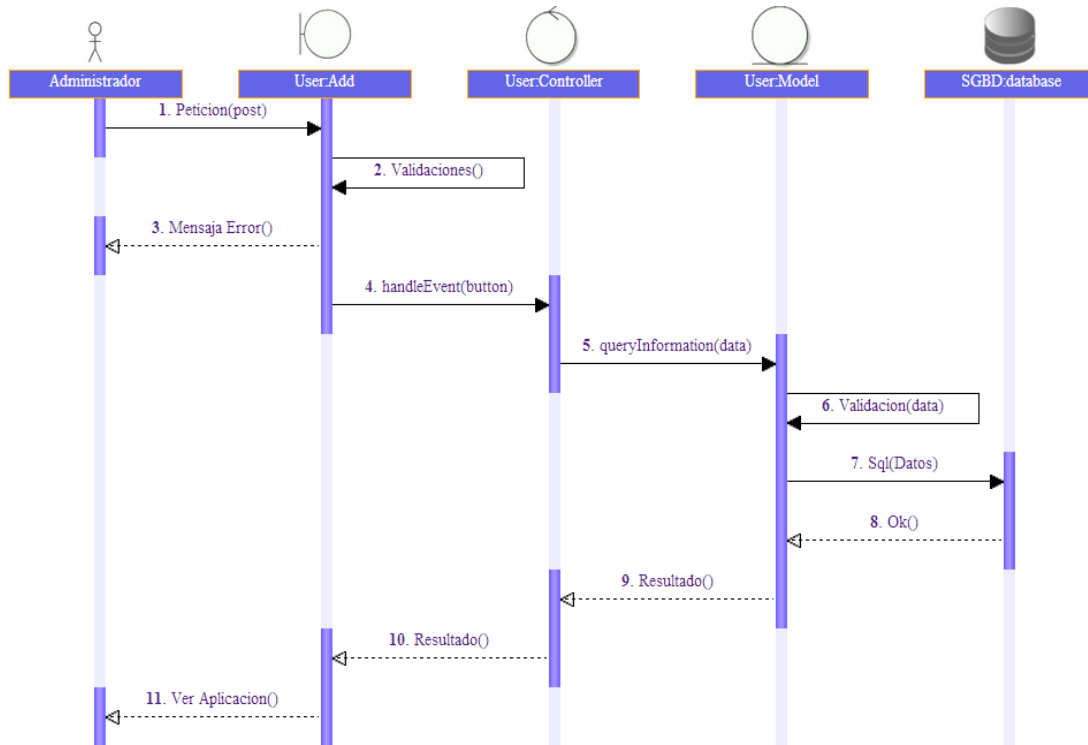 Administrador
User:Add
User:Controller
User:Model
SGBD:database
1. Peticion(post)
2. Validaciones()
3. Mensaja Error()
4. handleEvent(button)
5. queryInformation(data)
6. Validacion(data)
7. Sql(Datos)
8. Ok()
9. Resultado()
10. Resultado()
11. Ver Aplicacion()